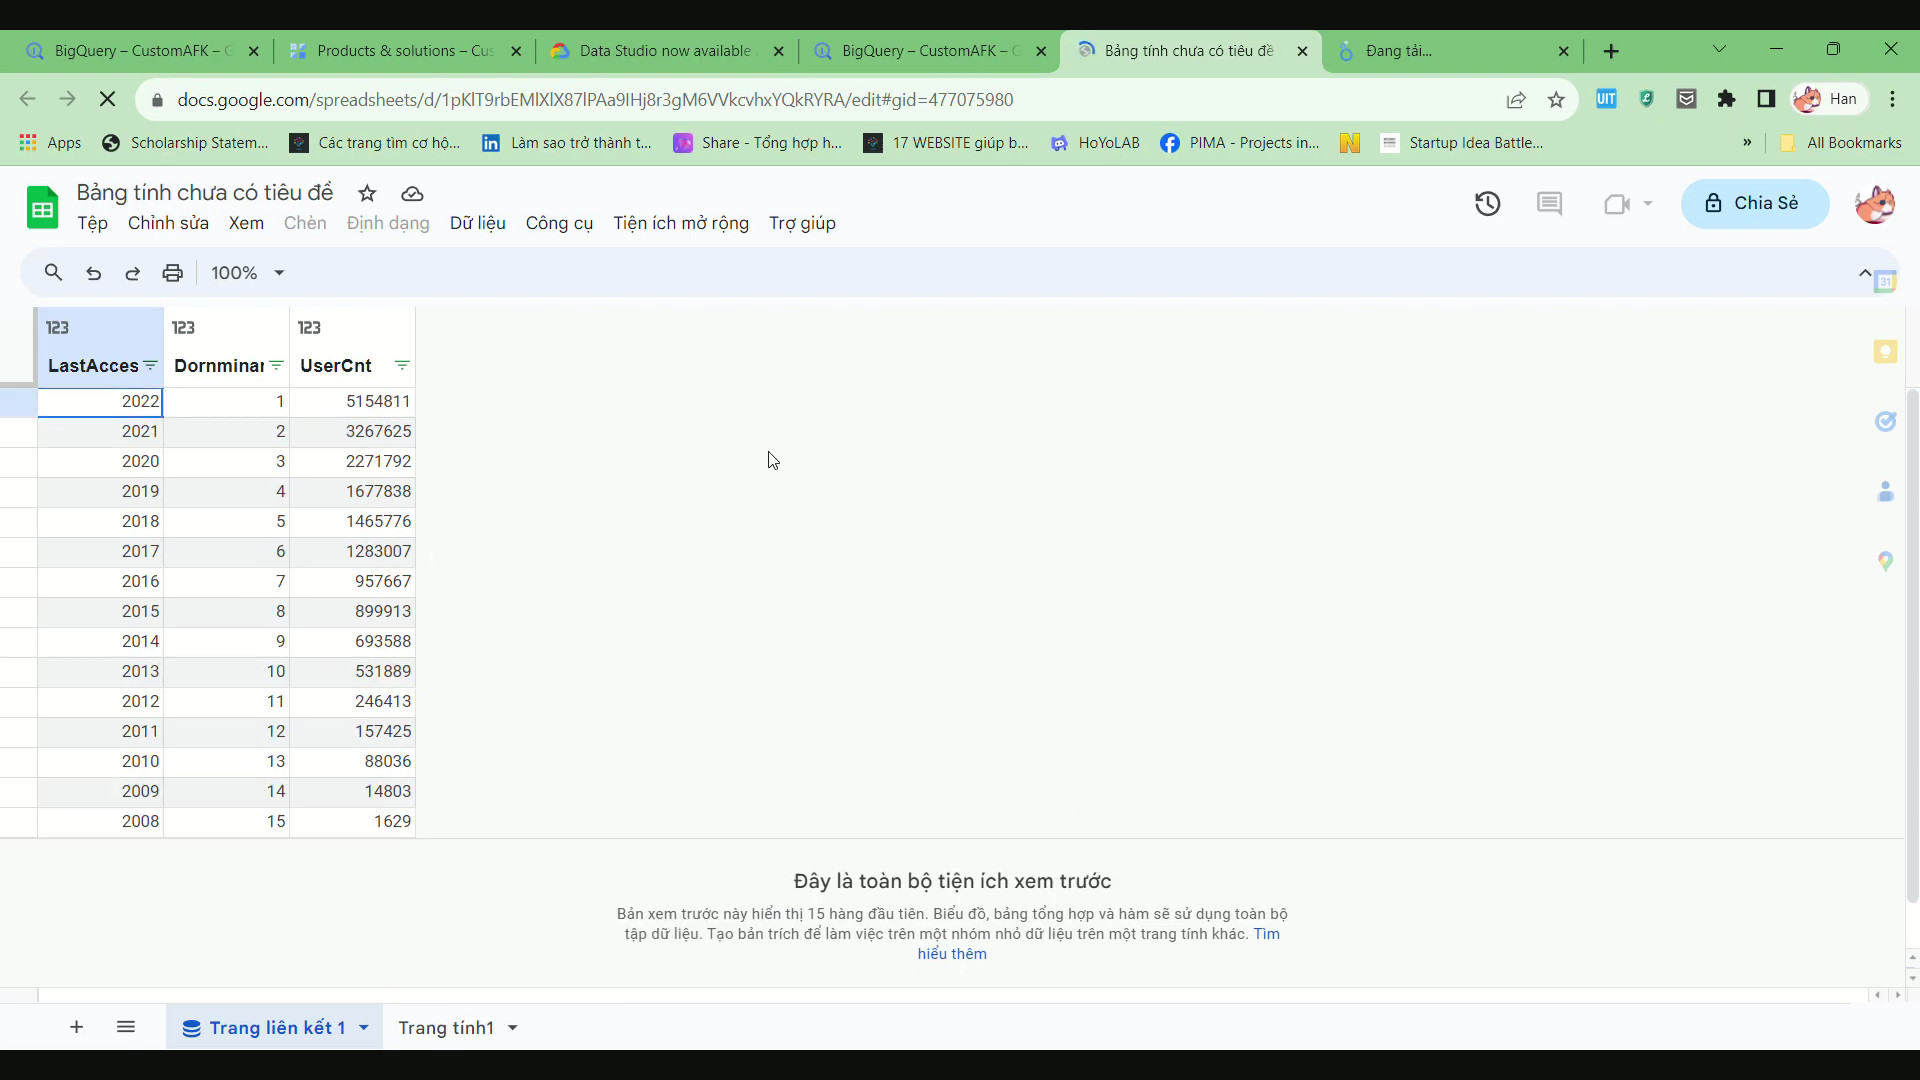 BigQuery – CustomAFK – G
Products & solutions – Cus
Data Studio now available
BigQuery – CustomAFK – G
Bảng tính chưa có tiêu đề
Đang tải...
docs.google.com/spreadsheets/d/1pKlT9rbEMlXlX87lPAa9IHj8r3gM6VVkcvhxYQkRYRA/edit#gid=477075980
UIT
Han
Apps
Scholarship Statem...
Các trang tìm cơ hộ...
Làm sao trở thành t...
Share - Tổng hợp h...
17 WEBSITE giúp b...
HoYoLAB
PIMA - Projects in...
Startup Idea Battle...
»
All Bookmarks
Bảng tính chưa có tiêu đề
Tệp Chỉnh sửa Xem Chèn Định dạng Dữ liệu Công cụ Tiện ích mở rộng Trợ giúp
Chia Sẻ
100%
31
123 123 123
LastAcces Dornminar UserCnt
2022 1 5154811
2021 2 3267625
2020 3 2271792
2019 4 1677838
2018 5 1465776
2017 6 1283007
2016 7 957667
2015 8 899913
2014 9 693588
2013 10 531889
2012 11 246413
2011 12 157425
2010 13 88036
2009 14 14803
2008 15 1629
Đây là toàn bộ tiện ích xem trước
Bản xem trước này hiển thị 15 hàng đầu tiên. Biểu đồ, bảng tổng hợp và hàm sẽ sử dụng toàn bộ
tập dữ liệu. Tạo bản trích để làm việc trên một nhóm nhỏ dữ liệu trên một trang tính khác. Tìm
hiểu thêm
Trang liên kết 1
Trang tính1